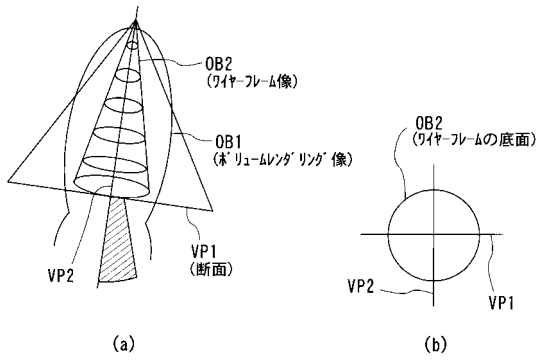 OB2
(ワイヤーフレーム像)
OB1
(ボリュームレンダリング像)
VP1
(断面)
VP2
(a)
OB2
(ワイヤーフレームの底面)
VP2
VP1
(b)